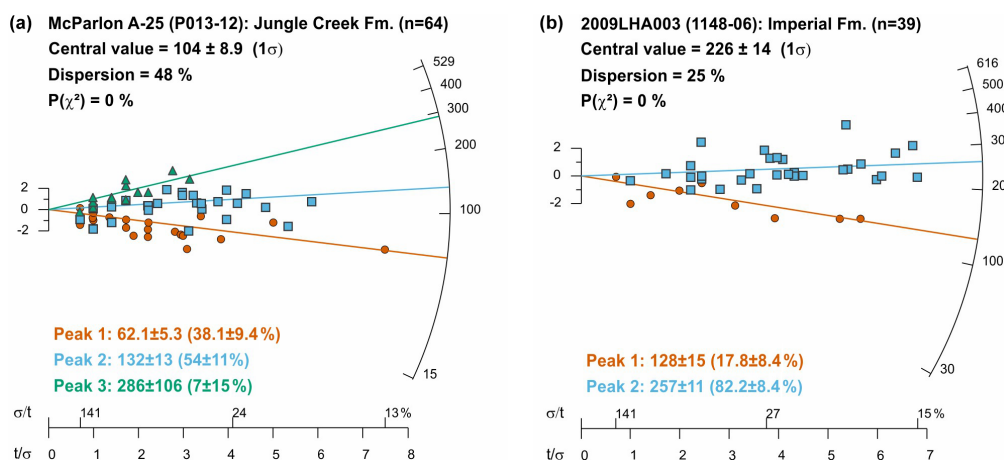 (a) McParlon A-25 (P013-12): Jungle Creek Fm. (n=64)
Central value = 104 ± 8.9 (1σ)
Dispersion = 48 %
P(χ²) = 0 %
529
400
300
200
100
15
2
0
-2
Peak 1: 62.1±5.3 (38.1±9.4%)
Peak 2: 132±13 (54±11%)
Peak 3: 286±106 (7±15%)
σ/t 141 24 13%
t/σ 0 1 2 3 4 5 6 7 8
(b) 2009LHA003 (1148-06): Imperial Fm. (n=39)
Central value = 226 ± 14 (1σ)
Dispersion = 25 %
P(χ²) = 0 %
616
500
400
30
20
100
30
2
0
-2
Peak 1: 128±15 (17.8±8.4%)
Peak 2: 257±11 (82.2±8.4%)
σ/t 141 27 15%
t/σ 0 1 2 3 4 5 6 7